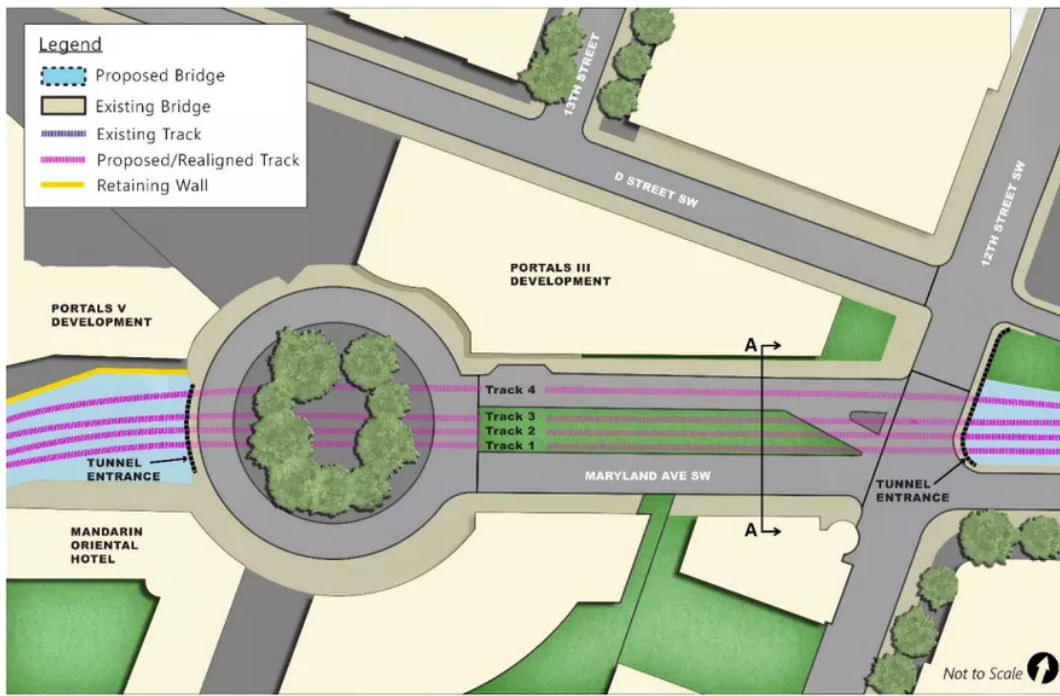 Legend
Proposed Bridge
Existing Bridge
Existing Track
Proposed/Realigned Track
Retaining Wall
13TH STREET
D STREET SW
12TH STREET SW
PORTALS III
DEVELOPMENT
PORTALS V
DEVELOPMENT
A
Track 4
Track 3
Track 2
Track 1
TUNNEL
ENTRANCE
MARYLAND AVE SW
TUNNEL
ENTRANCE
A
MANDARIN
ORIENTAL
HOTEL
Not to Scale